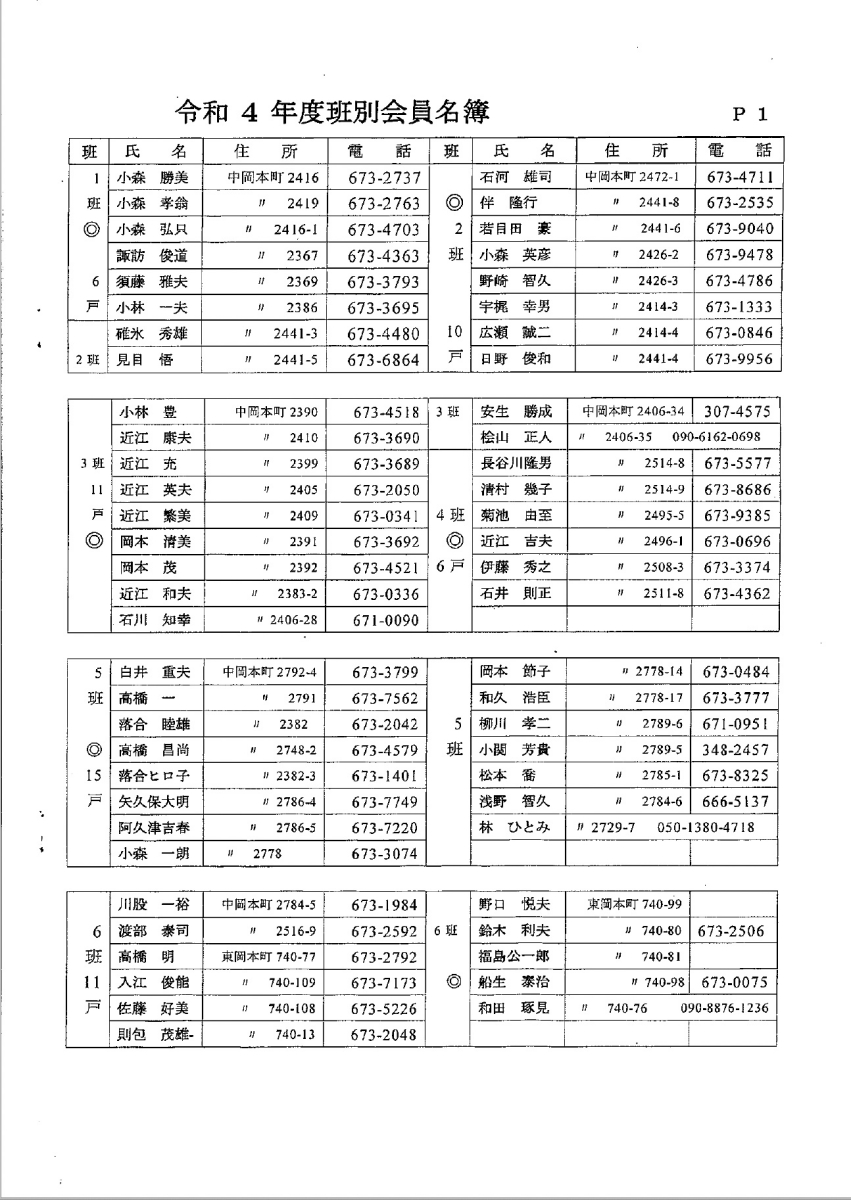 令和 4 年度班別会員名簿 P 1
班 氏 名 住 所 電 話 班 氏 名 住 所 電 話
1 小森 勝美 中岡本町 2416 673-2737 石河 雄司 中岡本町 2472-1 673-4711
班 小森 孝翁 〃 2419 673-2763 ◎ 伴 隆行 〃 2441-8 673-2535
◎ 小森 弘只 〃 2416-1 673-4703 2 若目田 豪 〃 2441-6 673-9040
諏訪 俊道 〃 2367 673-4363 班 小森 英彦 〃 2426-2 673-9478
6 須藤 雅夫 〃 2369 673-3793 野崎 智久 〃 2426-3 673-4786
戸 小林 一夫 〃 2386 673-3695 宇梶 幸男 〃 2414-3 673-1333
碓氷 秀雄 〃 2441-3 673-4480 10 広瀬 誠二 〃 2414-4 673-0846
2 班 見目 悟 〃 2441-5 673-6864 戸 日野 俊和 〃 2441-4 673-9956
小林 豊 中岡本町 2390 673-4518 3 班 安生 勝成 中岡本町 2406-34 307-4575
近江 康夫 〃 2410 673-3690 桧山 正人 〃 2406-35 090-6162-0698
3 班 近江 充 〃 2399 673-3689 長谷川隆男 〃 2514-8 673-5577
11 近江 英夫 〃 2405 673-2050 清村 幾子 〃 2514-9 673-8686
戸 近江 繁美 〃 2409 673-0341 4 班 菊池 由至 〃 2495-5 673-9385
◎ 岡本 清美 〃 2391 673-3692 ◎ 近江 吉夫 〃 2496-1 673-0696
岡本 茂 〃 2392 673-4521 6 戸 伊藤 秀之 〃 2508-3 673-3374
近江 和夫 〃 2383-2 673-0336 石井 則正 〃 2511-8 673-4362
石川 知幸 〃 2406-28 671-0090
5 白井 重夫 中岡本町 2792-4 673-3799 岡本 節子 〃 2778-14 673-0484
班 高橋 一 〃 2791 673-7562 和久 浩臣 〃 2778-17 673-3777
落合 睦雄 〃 2382 673-2042 5 柳川 孝二 〃 2789-6 671-0951
◎ 高橋 昌尚 〃 2748-2 673-4579 班 小関 芳貴 〃 2789-5 348-2457
15 落合ヒロ子 〃 2382-3 673-1401 松本 喬 〃 2785-1 673-8325
戸 矢久保大明 〃 2786-4 673-7749 浅野 智久 〃 2784-6 666-5137
阿久津吉春 〃 2786-5 673-7220 林 ひとみ 〃 2729-7 050-1380-4718
小森 一朗 〃 2778 673-3074
川股 一裕 中岡本町 2784-5 673-1984 野口 悦夫 東岡本町 740-99
6 渡部 泰司 〃 2516-9 673-2592 6 班 鈴木 利夫 〃 740-80 673-2506
班 高橋 明 東岡本町 740-77 673-2792 福島公一郎 〃 740-81
11 入江 俊龍 〃 740-109 673-7173 ◎ 船生 泰治 〃 740-98 673-0075
戸 佐藤 好美 〃 740-108 673-5226 和田 琢見 〃 740-76 090-8876-1236
則包 茂雄 〃 740-13 673-2048